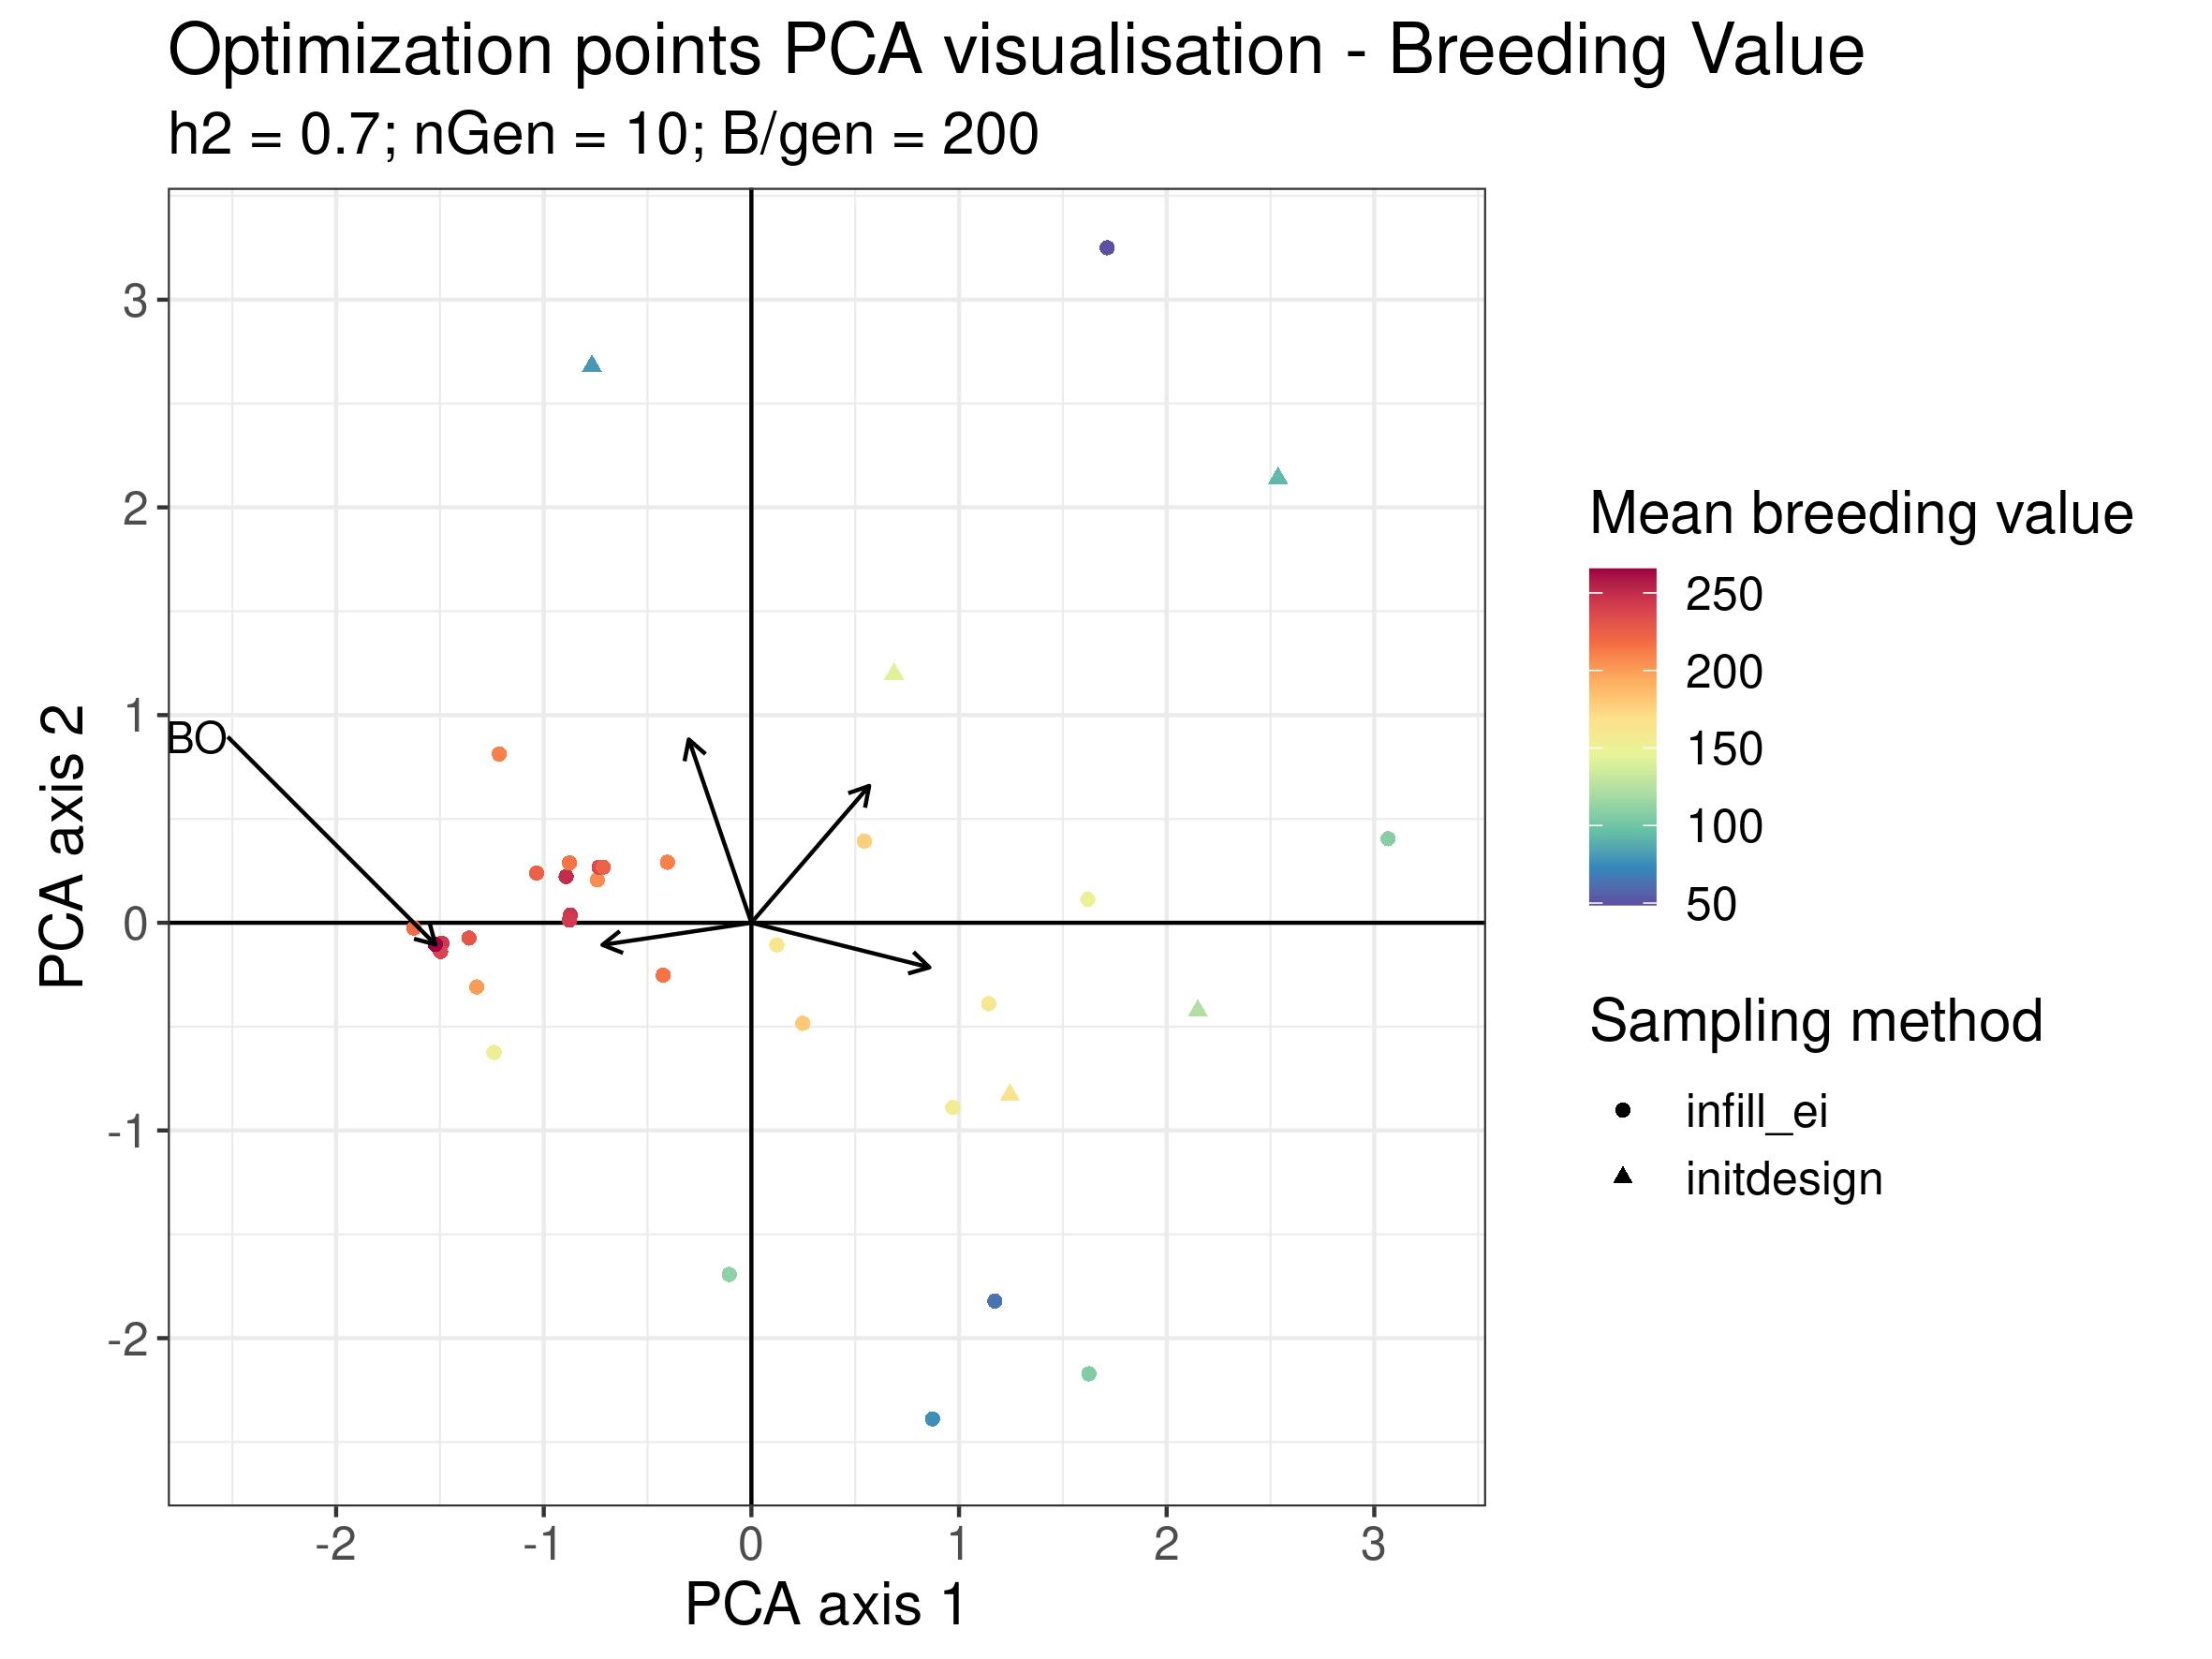 Optimization points PCA visualisation - Breeding Value
h2 = 0.7; nGen = 10; B/gen = 200
3
2
1
0
-1
-2
PCA axis 2
BO
-2
-1
0
1
2
3
PCA axis 1
Mean breeding value
250
200
150
100
50
Sampling method
infill_ei
initdesign